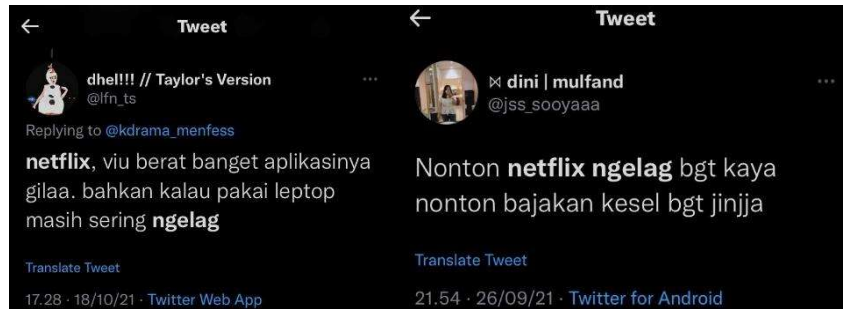 Tweet
dhel!!! // Taylor's Version
@lfn_ts
Replying to @kdrama_menfess
netflix, viu berat banget aplikasinya
gilaa. bahkan kalau pakai leptop
masih sering ngelag
Translate Tweet
17.28 · 18/10/21 · Twitter Web App
Tweet
⋈ dini | mulfand
@jss_sooyaaa
Nonton netflix ngelag bgt kaya
nonton bajakan kesel bgt jinjja
Translate Tweet
21.54 · 26/09/21 · Twitter for Android